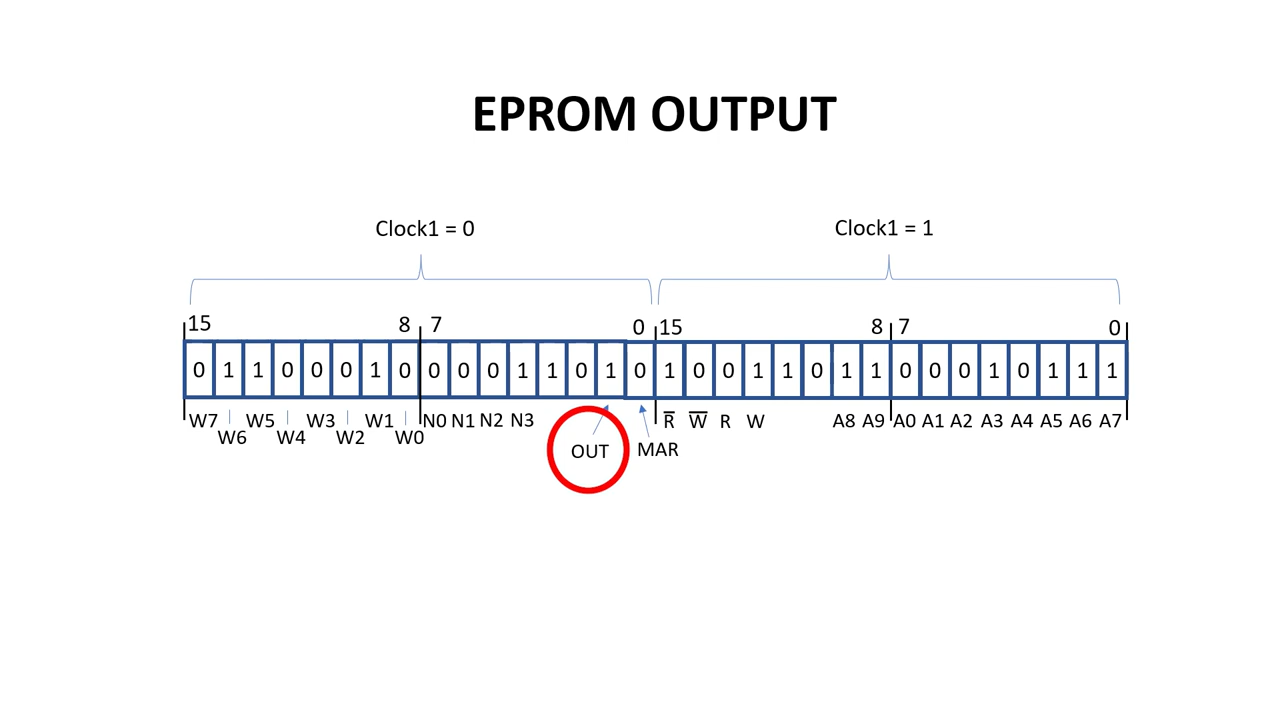 EPROM OUTPUT
Clock1 = 0 Clock1 = 1
15 8 7 0 15 8 7 0
0 1 1 0 0 0 1 0 0 0 0 1 1 0 1 0 1 0 0 1 1 0 1 1 0 0 0 1 0 1 1 1
W7 W5 W3 W1 N0 N1 N2 N3 R̅ W̅ R W A8 A9 A0 A1 A2 A3 A4 A5 A6 A7
W6 W4 W2 W0
OUT MAR